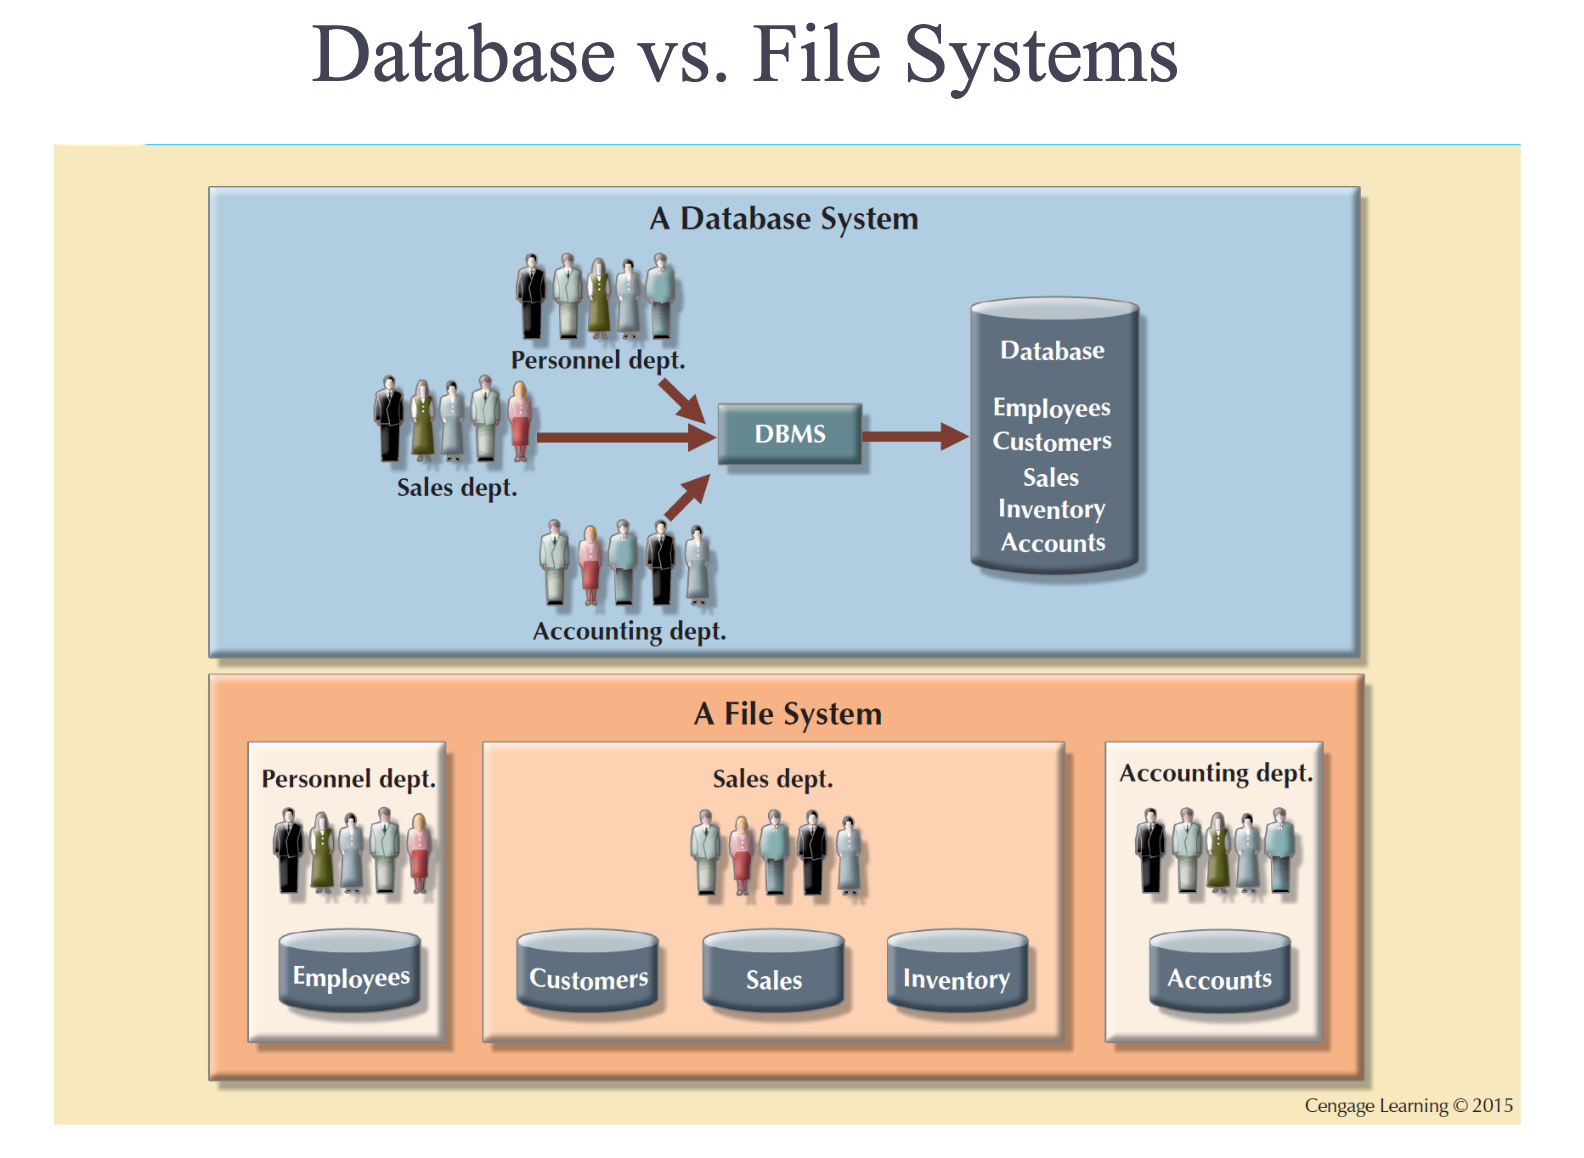 Database vs. File Systems
A Database System
Personnel dept.
Sales dept.
Accounting dept.
DBMS
Database
Employees
Customers
Sales
Inventory
Accounts
A File System
Personnel dept.
Employees
Sales dept.
Customers
Sales
Inventory
Accounting dept.
Accounts
Cengage Learning © 2015